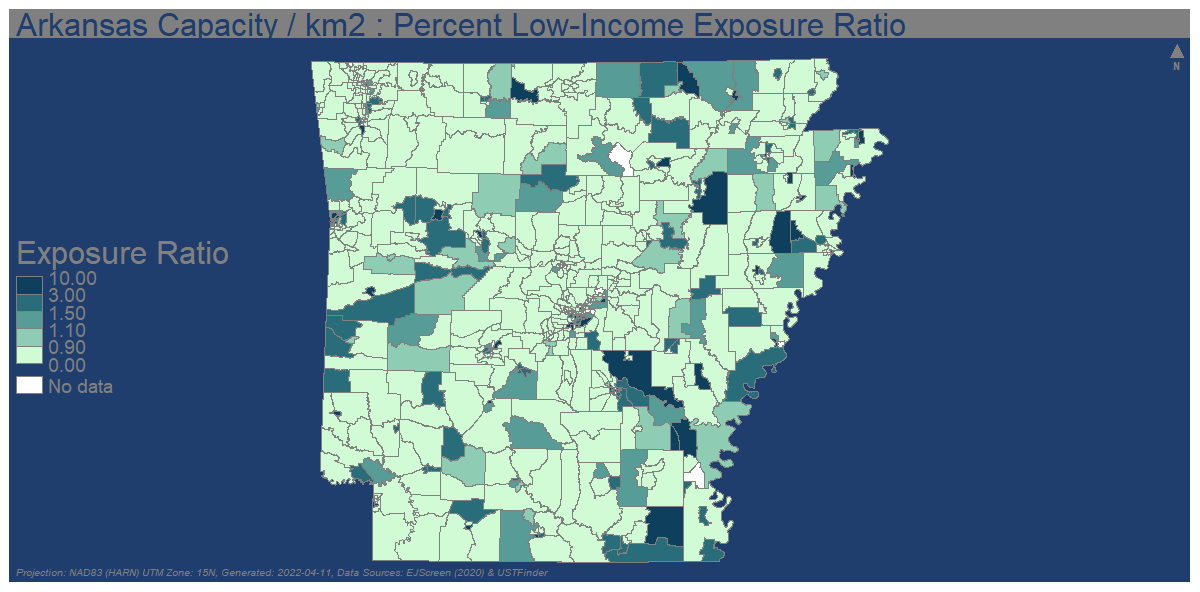 Arkansas Capacity / km2 : Percent Low-Income Exposure Ratio
N
Exposure Ratio
10.00
3.00
1.50
1.10
0.90
0.00
No data
Projection: NAD83 (HARN) UTM Zone: 15N, Generated: 2022-04-11, Data Sources: EJScreen (2020) & USTFinder